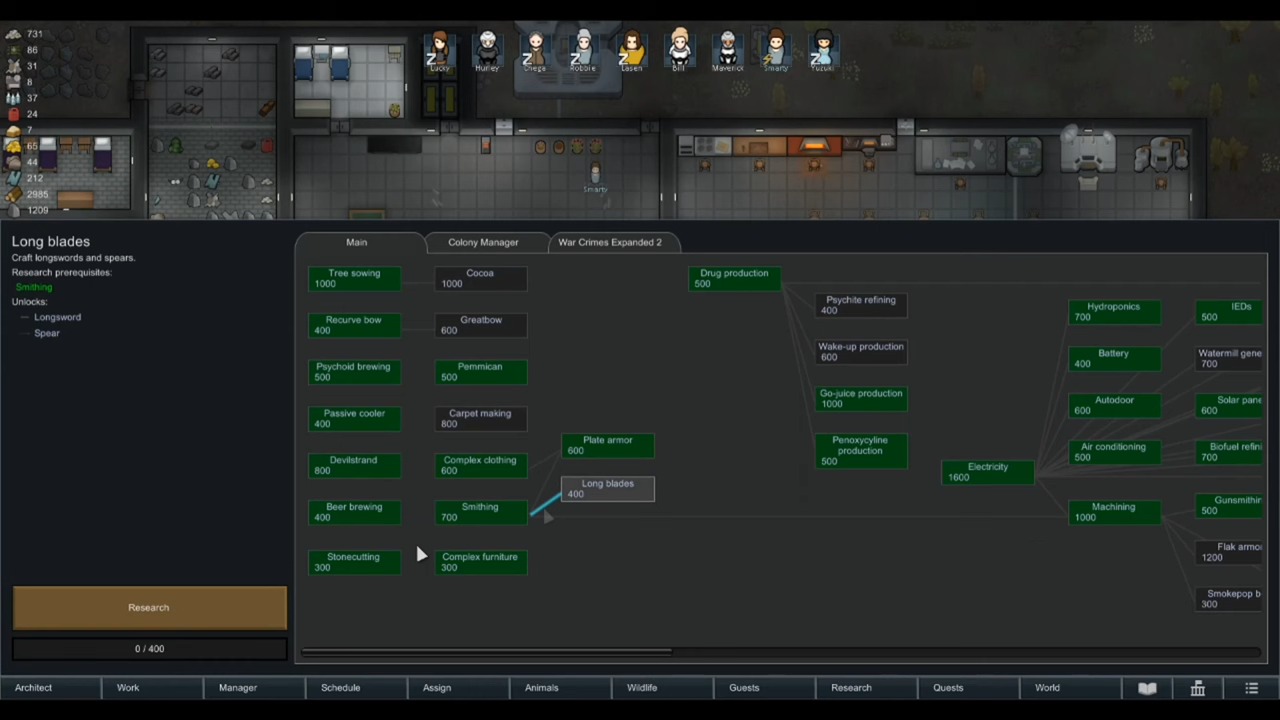 731
86
31
8
37
24
7
65
44
212
2985
1209
Lucky
Hurley
Chega
Robbie
Lasen
Bill
Maverick
Smarty
Yuzuki
Smarty
Long blades
Craft longswords and spears.
Research prerequisites:
Smithing
Unlocks:
Longsword
Spear
Research
0 / 400
Main
Colony Manager
War Crimes Expanded 2
Tree sowing
1000
Cocoa
1000
Recurve bow
400
Greatbow
600
Psychoid brewing
500
Pemmican
500
Passive cooler
400
Carpet making
800
Devilstrand
800
Complex clothing
600
Beer brewing
400
Smithing
700
Stonecutting
300
Complex furniture
300
Plate armor
600
Long blades
400
Drug production
500
Psychite refining
400
Wake-up production
600
Go-juice production
1000
Penoxycyline
production
500
Electricity
1600
Hydroponics
700
Battery
400
Autodoor
600
Air conditioning
500
Machining
1000
IEDs
500
Watermill gene
700
Solar pane
600
Biofuel refini
700
Gunsmithin
500
Flak armo
1200
Smokepop b
300
Architect
Work
Manager
Schedule
Assign
Animals
Wildlife
Guests
Research
Quests
World